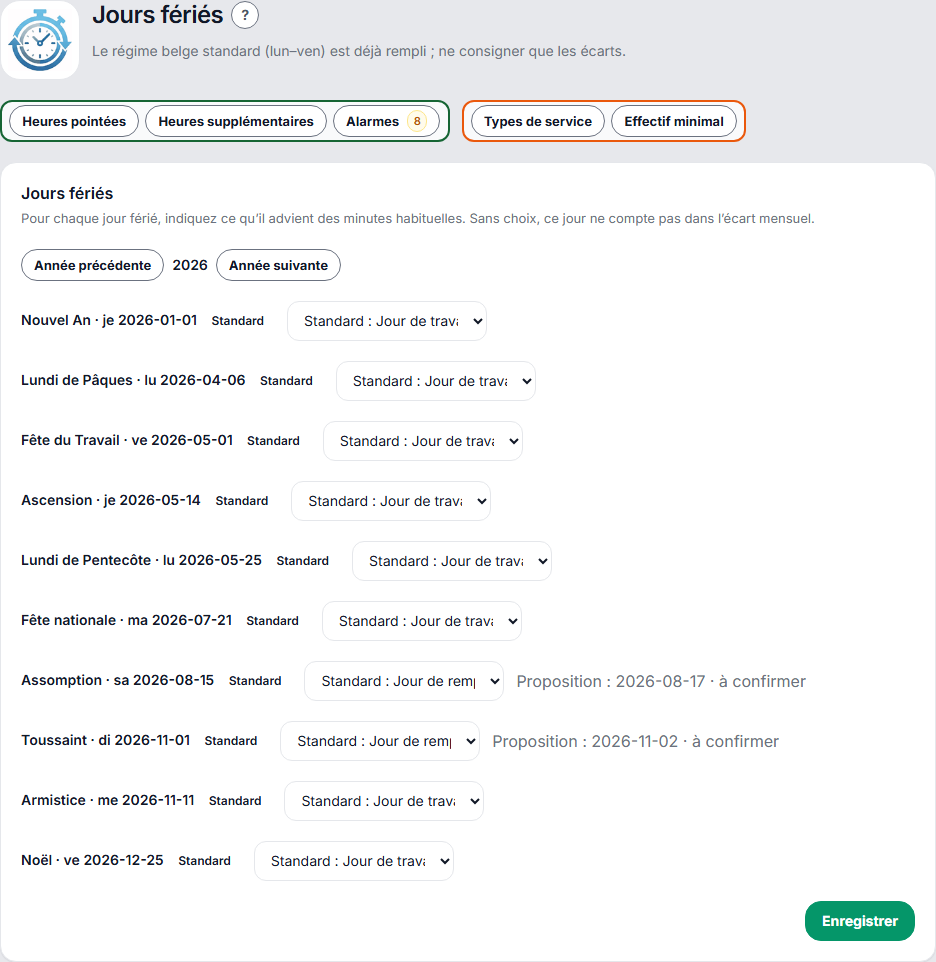 Jours fériés ?
Le régime belge standard (lun–ven) est déjà rempli ; ne consigner que les écarts.
Heures pointées Heures supplémentaires Alarmes 8 Types de service Effectif minimal
Jours fériés
Pour chaque jour férié, indiquez ce qu’il advient des minutes habituelles. Sans choix, ce jour ne compte pas dans l’écart mensuel.
Année précédente 2026 Année suivante
Nouvel An · je 2026-01-01 Standard Standard : Jour de trava
Lundi de Pâques · lu 2026-04-06 Standard Standard : Jour de trava
Fête du Travail · ve 2026-05-01 Standard Standard : Jour de trava
Ascension · je 2026-05-14 Standard Standard : Jour de trava
Lundi de Pentecôte · lu 2026-05-25 Standard Standard : Jour de trava
Fête nationale · ma 2026-07-21 Standard Standard : Jour de trava
Assomption · sa 2026-08-15 Standard Standard : Jour de remp Proposition : 2026-08-17 · à confirmer
Toussaint · di 2026-11-01 Standard Standard : Jour de remp Proposition : 2026-11-02 · à confirmer
Armistice · me 2026-11-11 Standard Standard : Jour de trava
Noël · ve 2026-12-25 Standard Standard : Jour de trava
Enregistrer